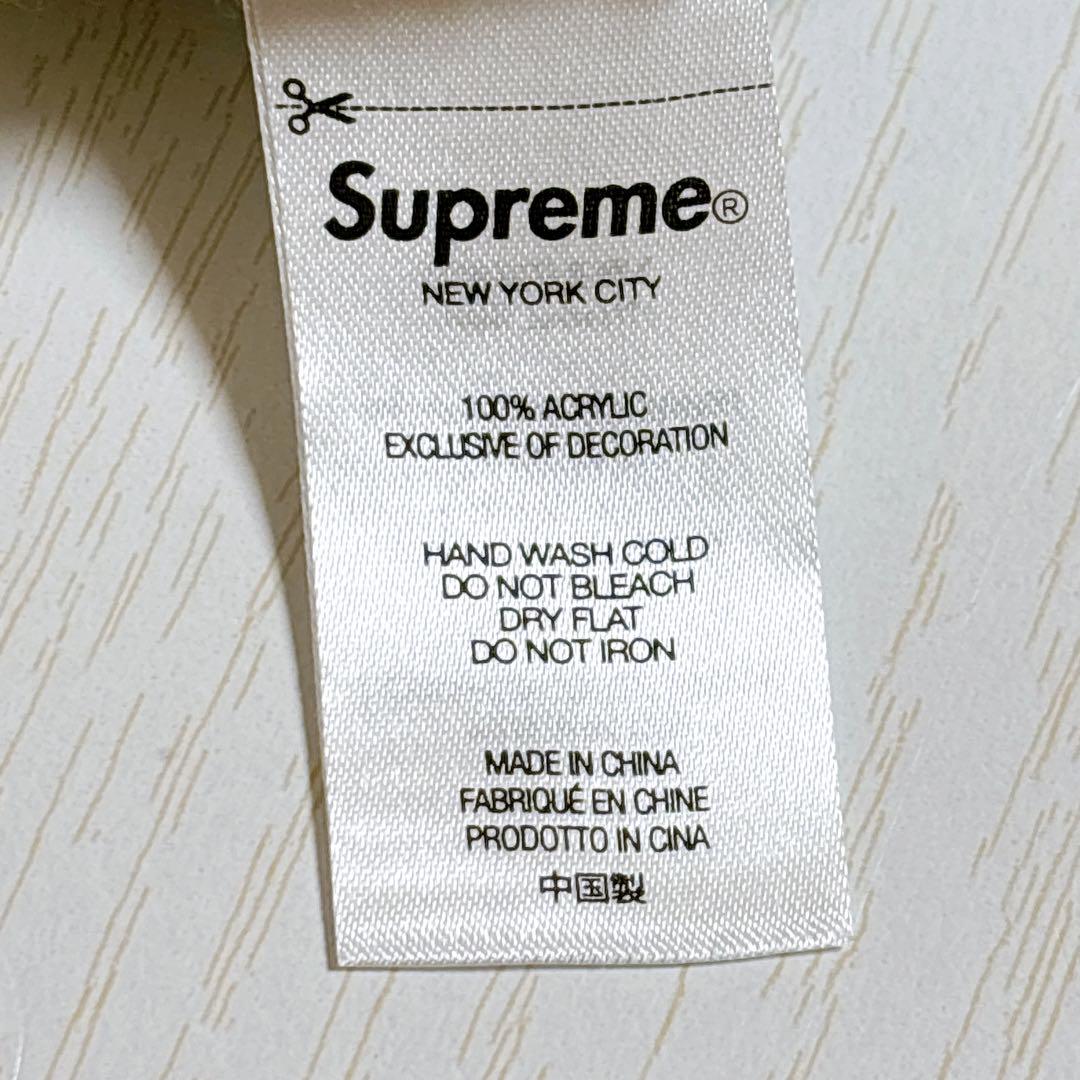 Supreme®
NEW YORK CITY
100% ACRYLIC
EXCLUSIVE OF DECORATION
HAND WASH COLD
DO NOT BLEACH
DRY FLAT
DO NOT IRON
MADE IN CHINA
FABRIQUÉ EN CHINE
PRODOTTO IN CINA
中国製